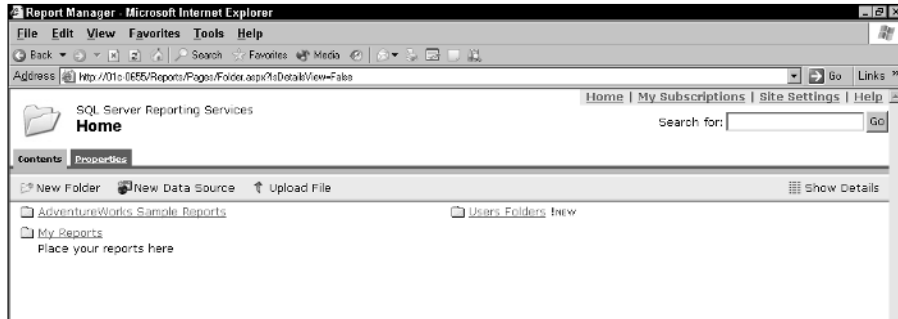 Report Manager - Microsoft Internet Explorer
File Edit View Favorites Tools Help
Back Search Favorites Media
Address http://01c-0655/Reports/Pages/Folder.aspx?IsDetailsView=False Go Links »
Home | My Subscriptions | Site Settings | Help
SQL Server Reporting Services
Home
Search for: Go
Contents Properties
New Folder New Data Source Upload File Show Details
AdventureWorks Sample Reports Users Folders !NEW
My Reports
Place your reports here